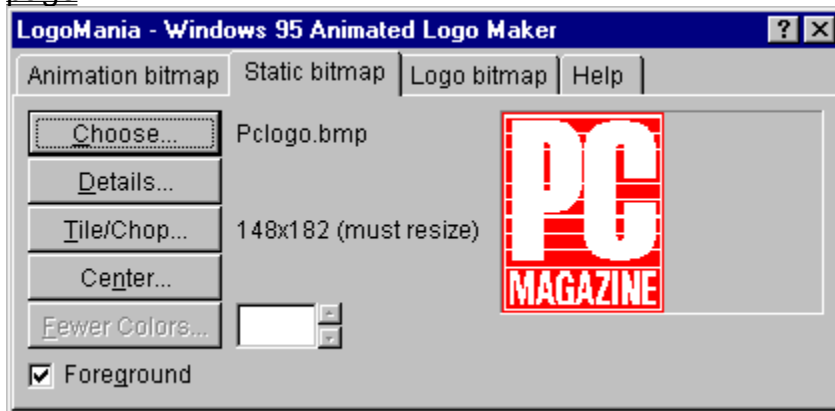 LogoMania - Windows 95 Animated Logo Maker
Animation bitmap Static bitmap Logo bitmap Help
Choose... Pclogo.bmp
Details...
Tile/Chop... 148x182 (must resize)
Center...
Fewer Colors...
Foreground
PC
MAGAZINE